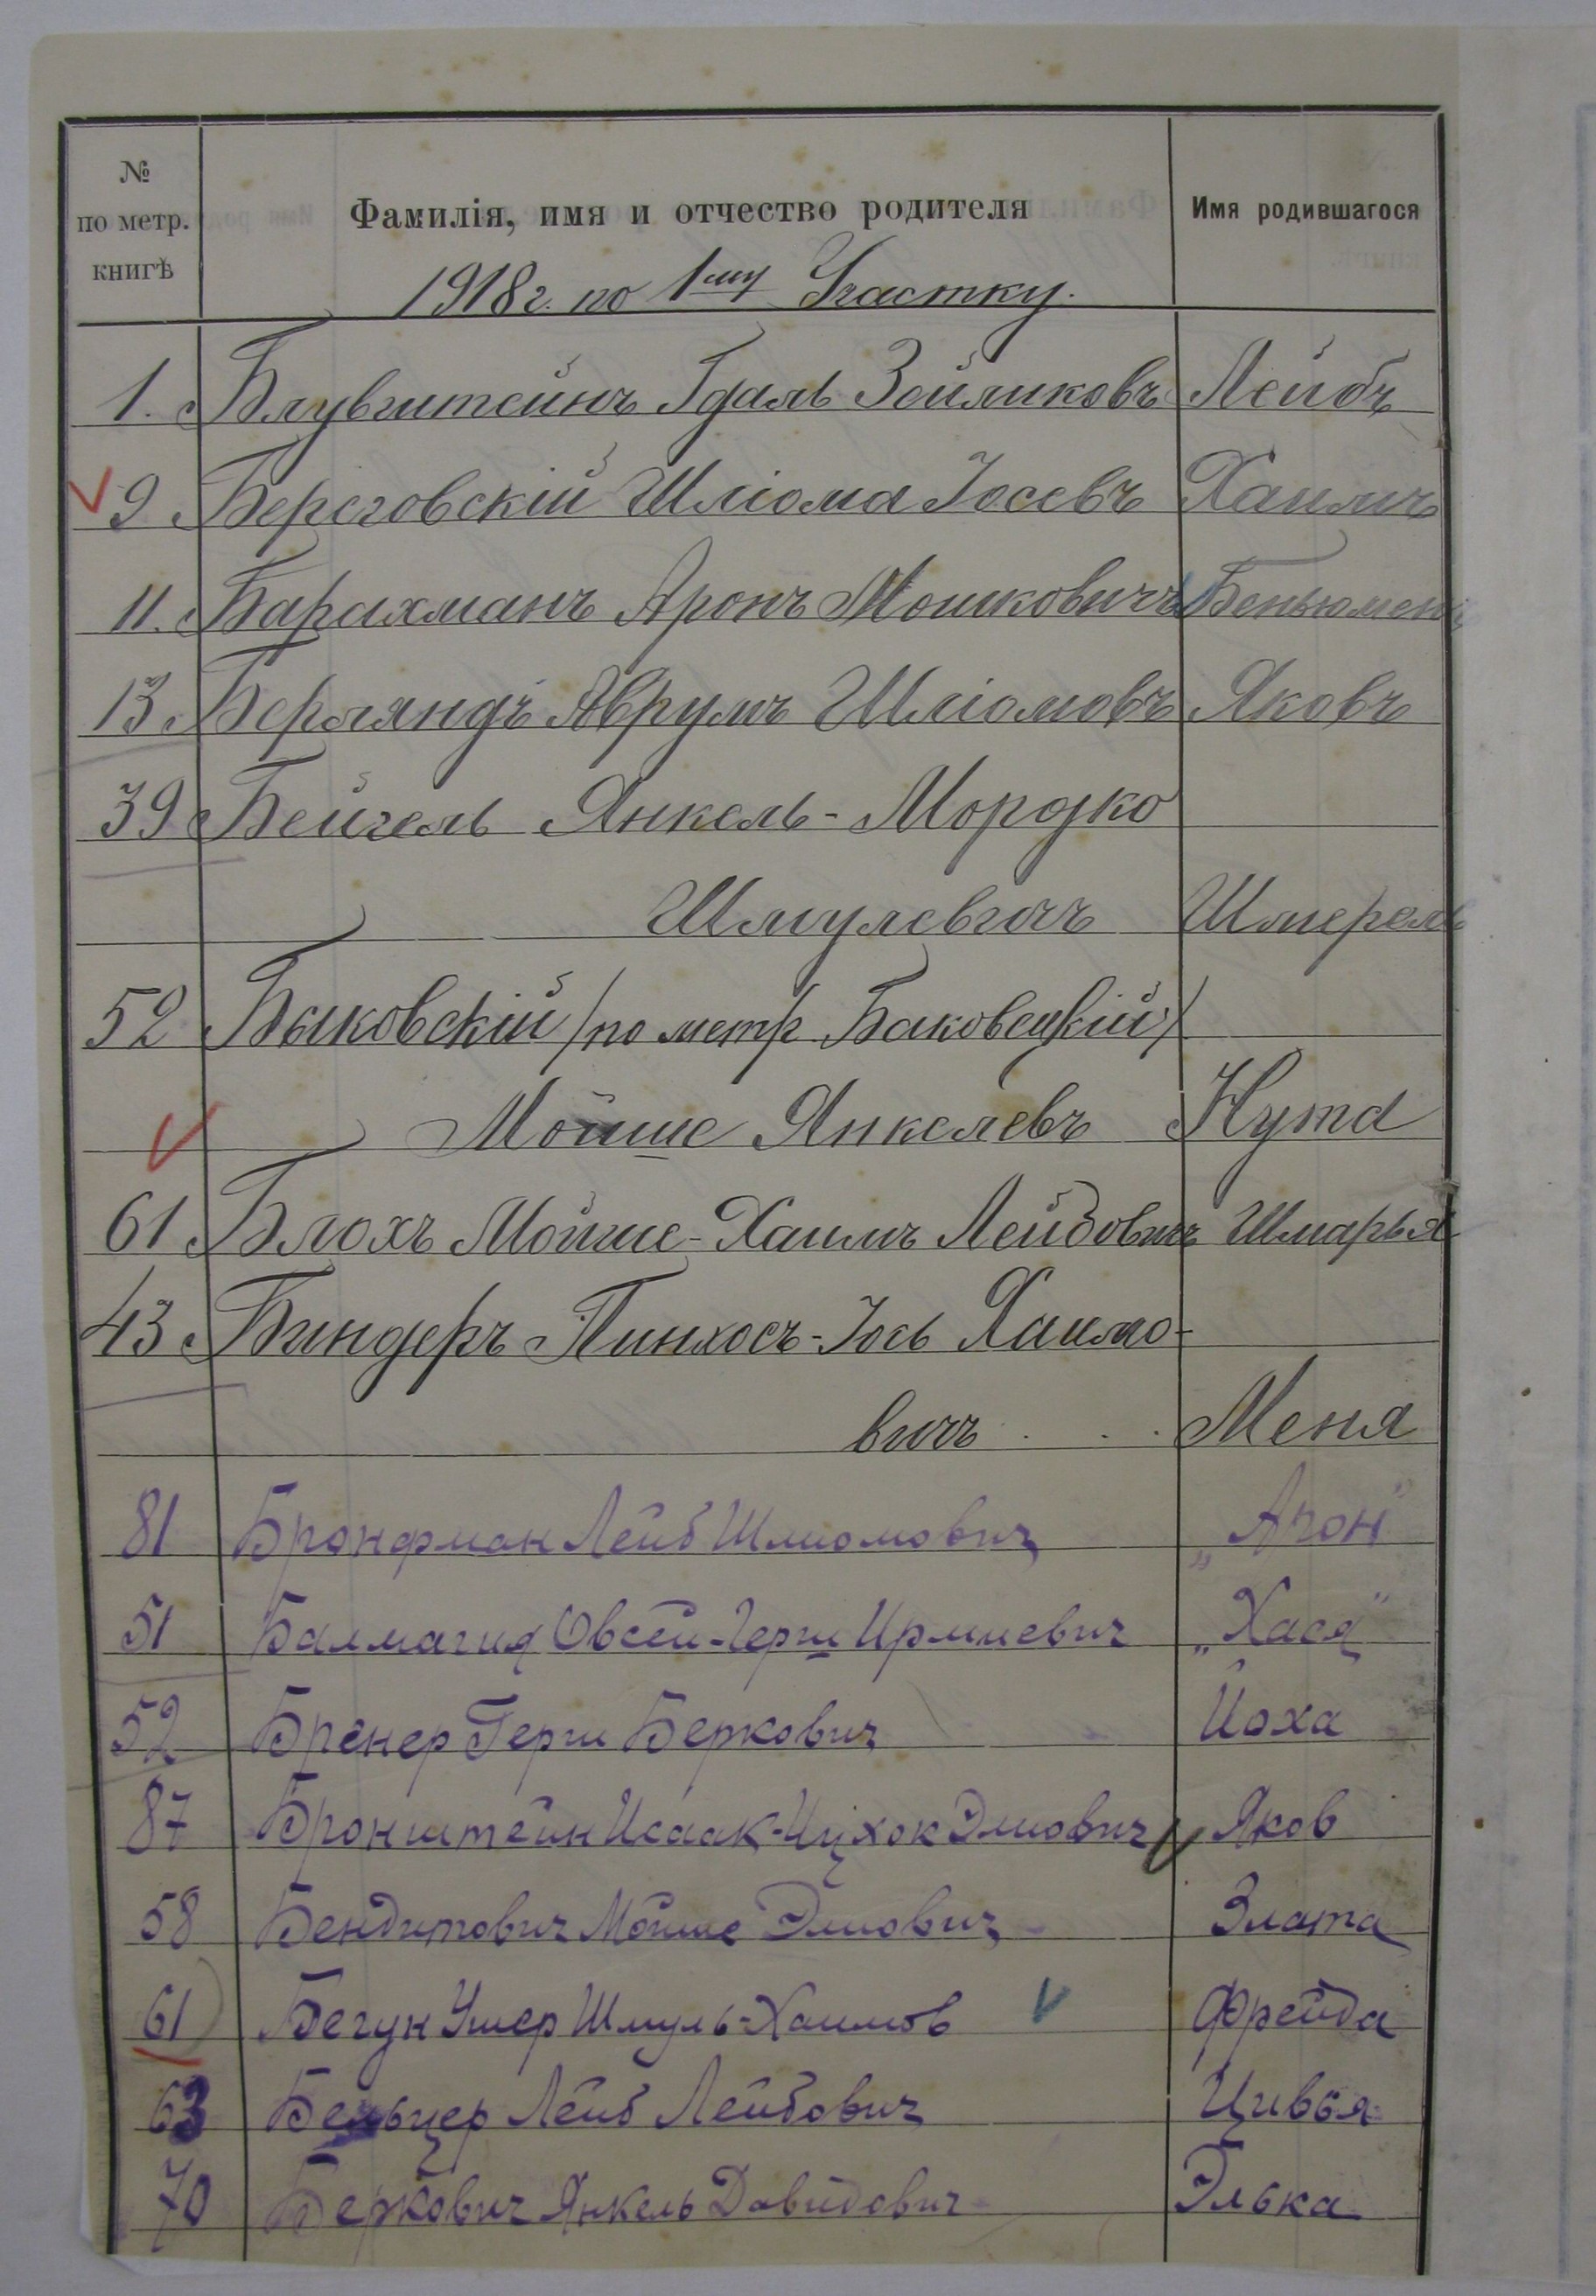 № по метр. книгѣ Фамилія, имя и отчество родителя Имя родившагося
1918 г. по 1му Участку.
1. Блувштейнъ Гдаль Зейликовъ Лейбъ
9 Береговскій Шліома Іосевъ Хаимъ
11. Барахманъ Аронъ Мошковичъ Беньюменъ
13. Берляндъ Аврумъ Шліомовъ Яковъ
39 Бейгель Янкель-Мордко
Шмулевичъ Шмерель
52 Быковскій /по метр Баковецкій/
Мойше Янкелевъ Нута
61 Блохъ Мойше-Хаимъ Лейбовичъ Шмарья
43 Биндеръ Пинхосъ-Іось Хаимо-
вичъ . . . Меня
81 Бронфман Лейб Шлиомович „Арон"
51 Балмагия Овсей-Герш Ирмиевич „Хася"
52 Бренер Герш Беркович Йоха
87 Бронштейн Исаак-Ицхок Элиович Яков
58 Бендитович Мойше Элиович Злата
61 Бегун Ушер Шмуль-Хаимов Фрейда
63 Бельцер Лейб Лейбович Цивья
70 Беркович Янкель Давидович Элька